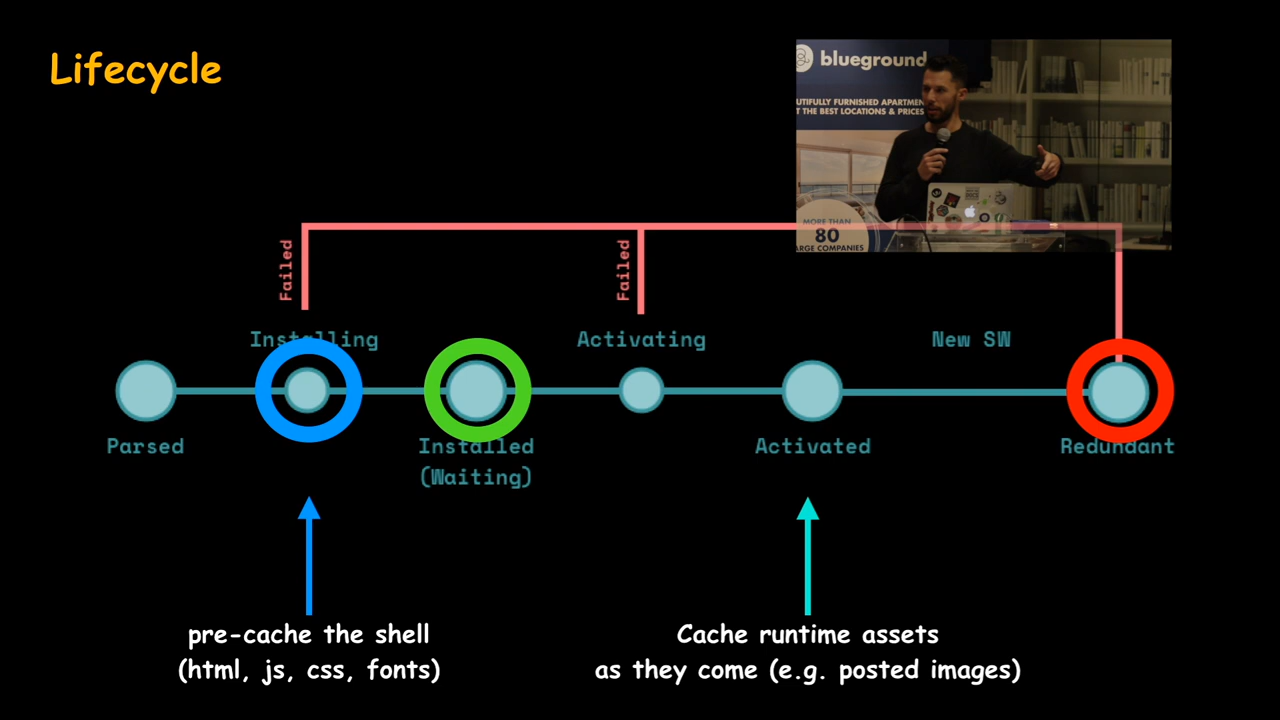 Lifecycle
blueground
UTIFULLY FURNISHED APARTMEN
T THE BEST LOCATIONS & PRICES
MORE THAN
80
ARGE COMPANIES
Failed
Failed
Installing
Activating
New SW
Parsed
Installed
(Waiting)
Activated
Redundant
pre-cache the shell
(html, js, css, fonts)
Cache runtime assets
as they come (e.g. posted images)